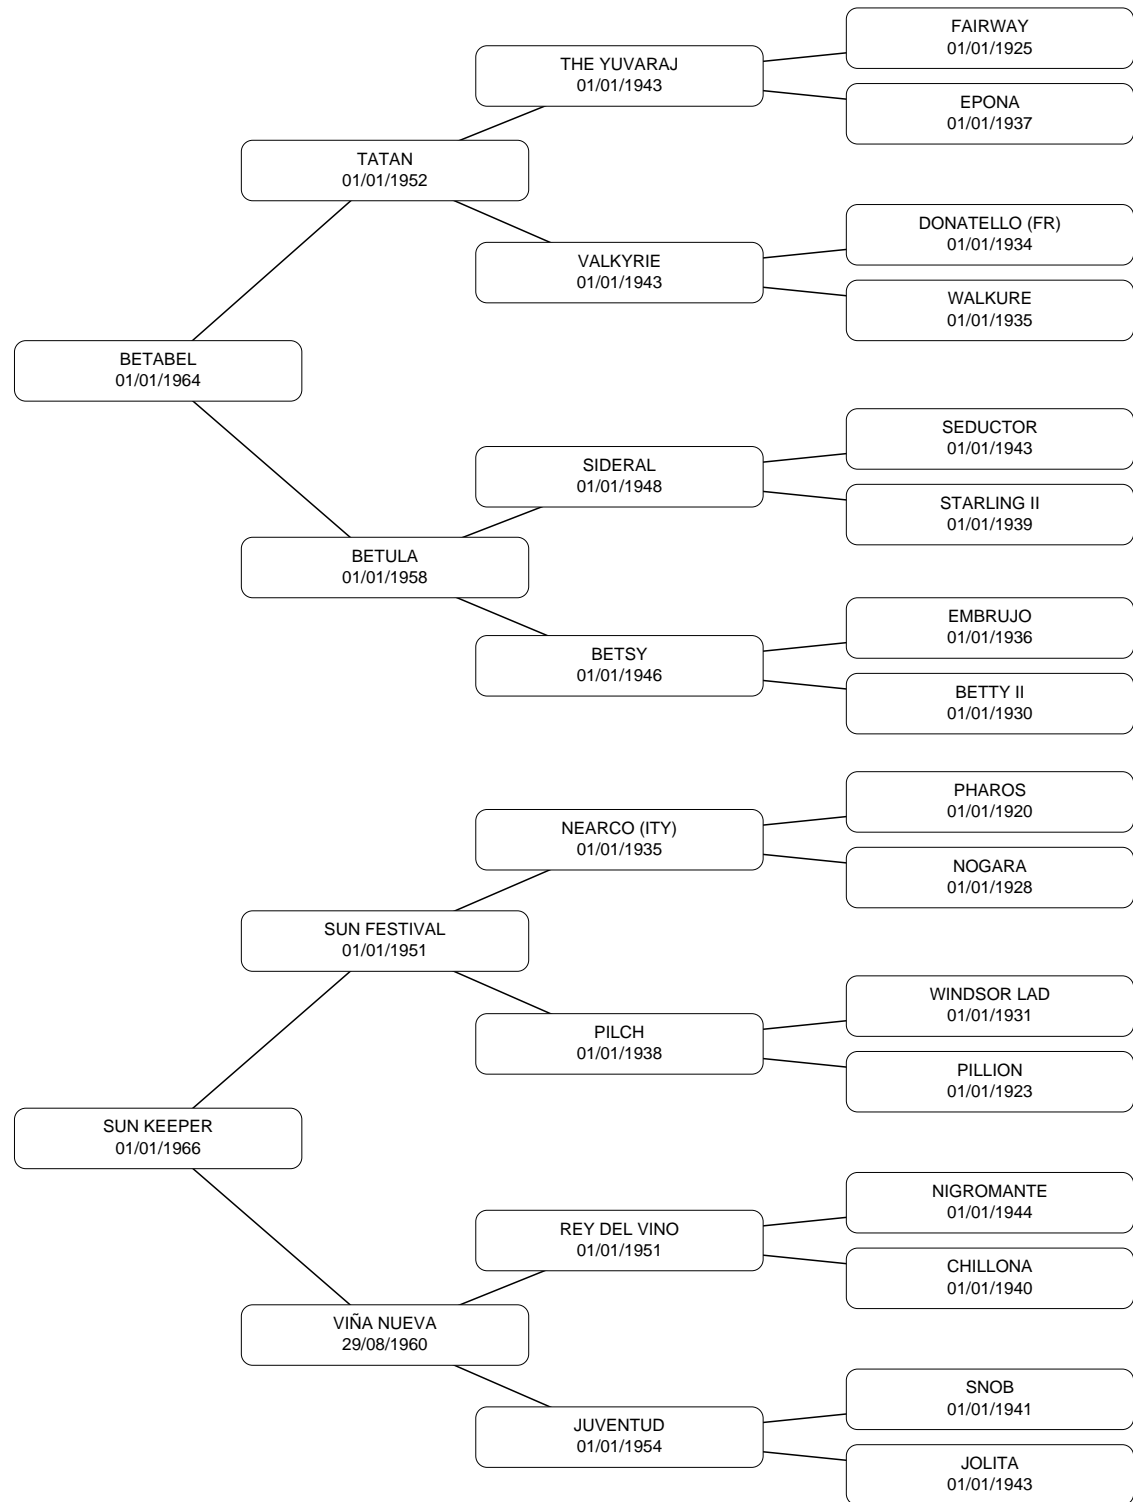 FAIRWAY
01/01/1925
THE YUVARAJ
01/01/1943
EPONA
01/01/1937
TATAN
01/01/1952
DONATELLO (FR)
01/01/1934
VALKYRIE
01/01/1943
WALKURE
01/01/1935
BETABEL
01/01/1964
SEDUCTOR
01/01/1943
SIDERAL
01/01/1948
STARLING II
01/01/1939
BETULA
01/01/1958
EMBRUJO
01/01/1936
BETSY
01/01/1946
BETTY II
01/01/1930
PHAROS
01/01/1920
NEARCO (ITY)
01/01/1935
NOGARA
01/01/1928
SUN FESTIVAL
01/01/1951
WINDSOR LAD
01/01/1931
PILCH
01/01/1938
PILLION
01/01/1923
SUN KEEPER
01/01/1966
NIGROMANTE
01/01/1944
REY DEL VINO
01/01/1951
CHILLONA
01/01/1940
VIÑA NUEVA
29/08/1960
SNOB
01/01/1941
JUVENTUD
01/01/1954
JOLITA
01/01/1943